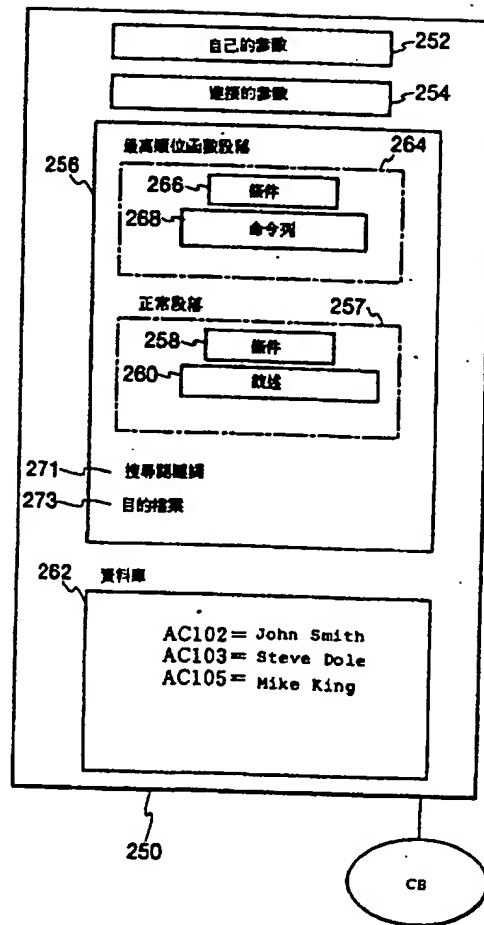 自己的參數 252
連接的參數 254
最高順位函數段落 264
256
266 條件
268 命令列
正常段落 257
258 條件
260 敘述
271 搜尋關鍵詞
273 目的檔案
262 資料庫
AC102= John Smith
AC103= Steve Dole
AC105= Mike King
250
CB